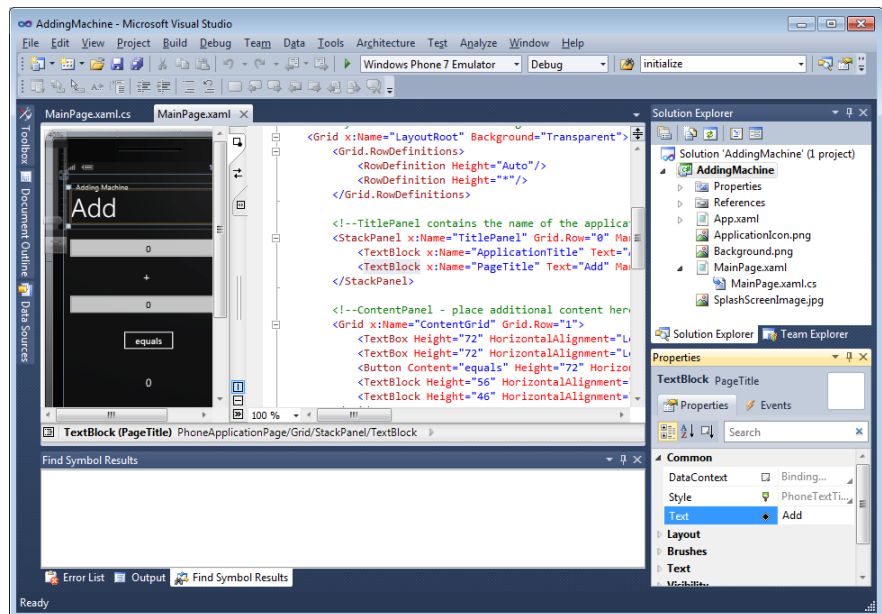 AddingMachine - Microsoft Visual Studio
File Edit View Project Build Debug Team Data Tools Architecture Test Analyze Window Help
Windows Phone 7 Emulator Debug initialize
MainPage.xaml.cs MainPage.xaml
Toolbox
Document Outline
Data Sources
Adding Machine
Add
0
+
0
equals
0
<Grid x:Name="LayoutRoot" Background="Transparent">
<Grid.RowDefinitions>
<RowDefinition Height="Auto"/>
<RowDefinition Height="*"/>
</Grid.RowDefinitions>
<!--TitlePanel contains the name of the applica
<StackPanel x:Name="TitlePanel" Grid.Row="0" Ma
<TextBlock x:Name="ApplicationTitle" Text="
<TextBlock x:Name="PageTitle" Text="Add" Ma
</StackPanel>
<!--ContentPanel - place additional content here
<Grid x:Name="ContentGrid" Grid.Row="1">
<TextBox Height="72" HorizontalAlignment="L
<TextBox Height="72" HorizontalAlignment="L
<Button Content="equals" Height="72" Horizo
<TextBlock Height="56" HorizontalAlignment=
<TextBlock Height="46" HorizontalAlignment=
100 %
TextBlock (PageTitle) PhoneApplicationPage/Grid/StackPanel/TextBlock
Find Symbol Results
Error List Output Find Symbol Results
Ready
Solution Explorer
Solution 'AddingMachine' (1 project)
AddingMachine
Properties
References
App.xaml
ApplicationIcon.png
Background.png
MainPage.xaml
MainPage.xaml.cs
SplashScreenImage.jpg
Solution Explorer Team Explorer
Properties
TextBlock PageTitle
Properties Events
Search
Common
DataContext Binding...
Style PhoneTextTi...
Text Add
Layout
Brushes
Text
Visibility